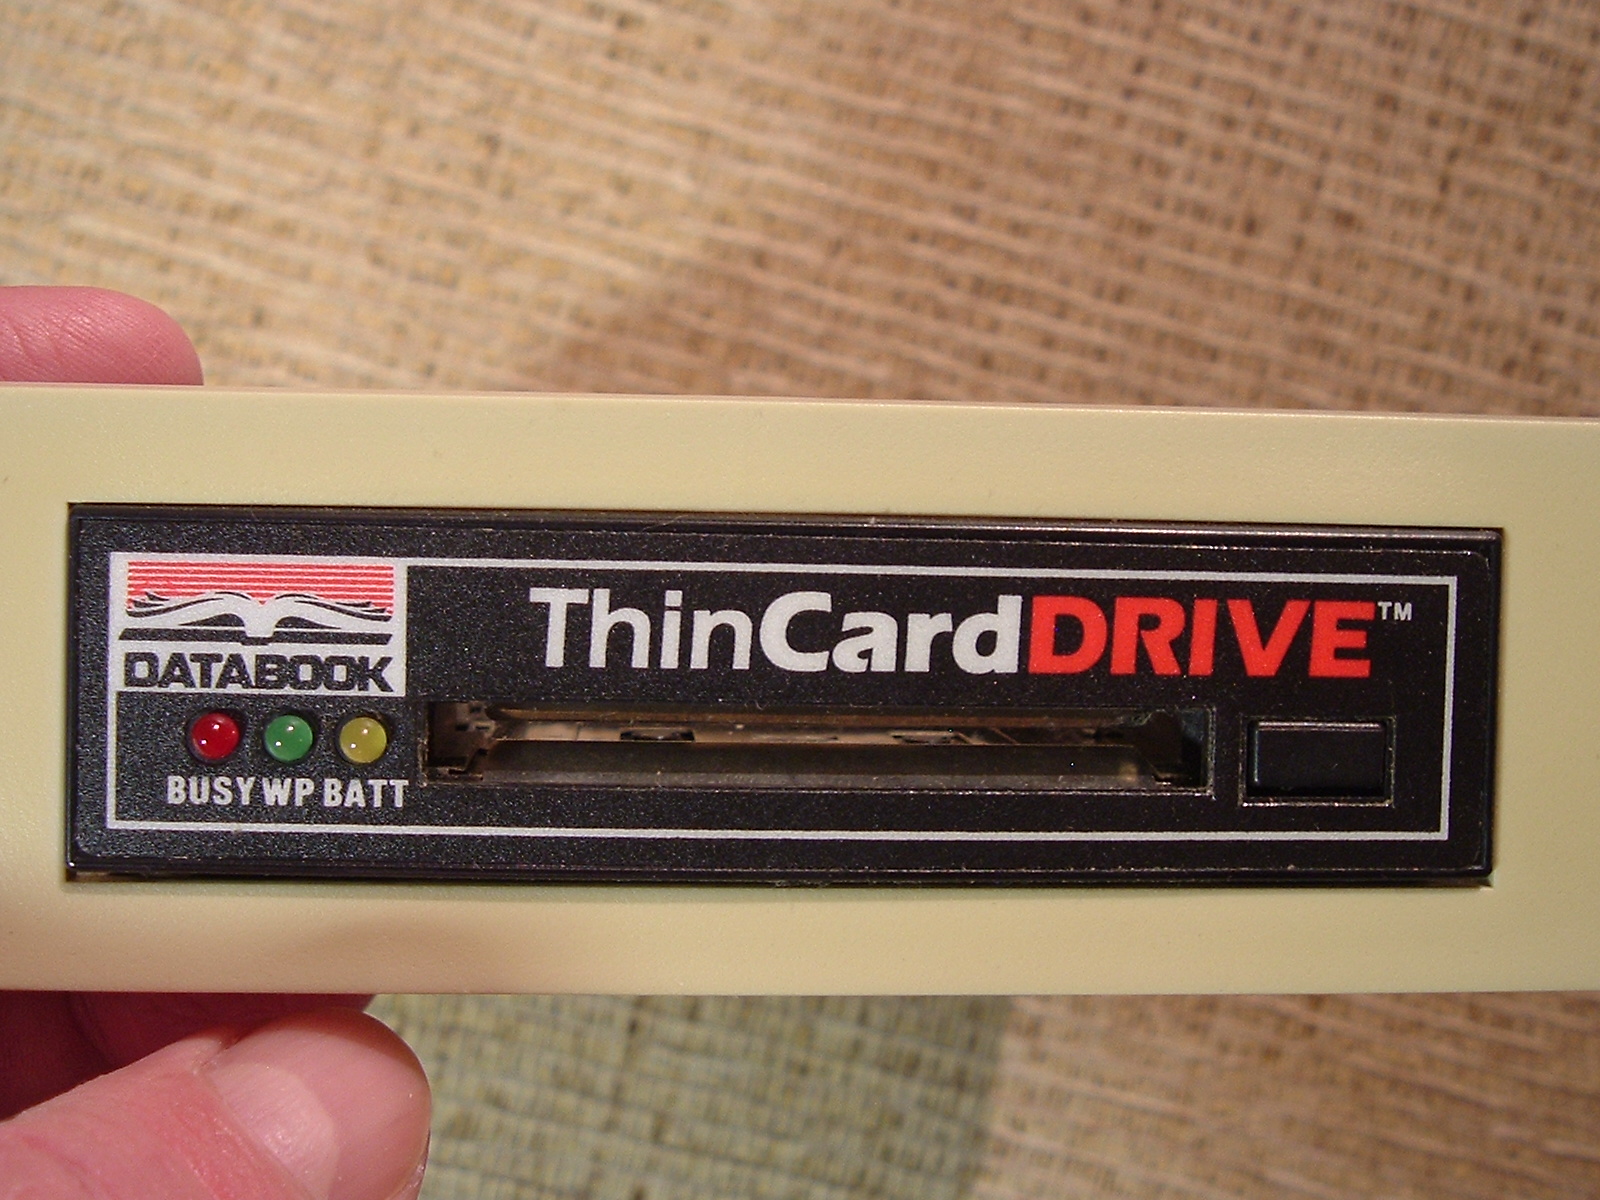 DATABOOK
ThinCardDRIVE™
BUSY WP BATT